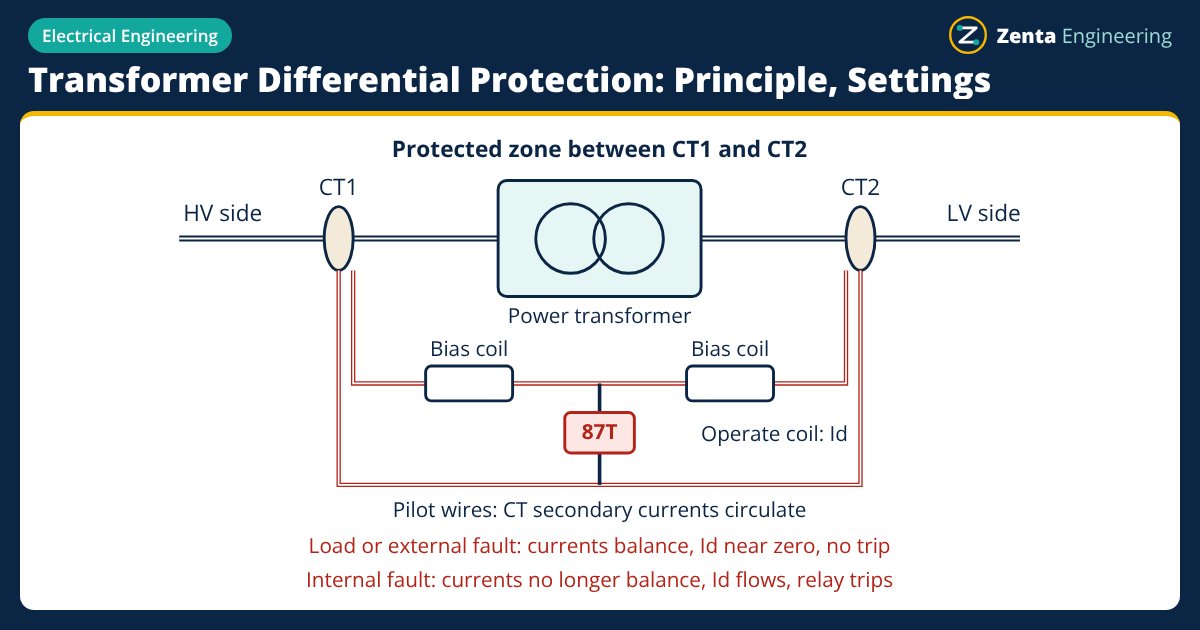 Electrical Engineering
Zenta Engineering
Transformer Differential Protection: Principle, Settings
Protected zone between CT1 and CT2
CT1
CT2
HV side
LV side
Power transformer
Bias coil
Bias coil
87T
Operate coil: Id
Pilot wires: CT secondary currents circulate
Load or external fault: currents balance, Id near zero, no trip
Internal fault: currents no longer balance, Id flows, relay trips